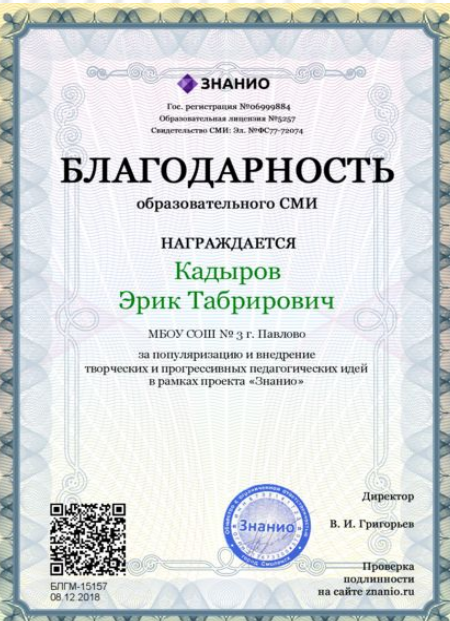 ЗНАНИО
Гос. регистрация №06999884
Образовательная лицензия №5257
Свидетельство СМИ: Эл. №ФС77-72074
БЛАГОДАРНОСТЬ
образовательного СМИ
НАГРАЖДАЕТСЯ
Кадыров
Эрик Табрирович
МБОУ СОШ № 3 г. Павлово
за популяризацию и внедрение
творческих и прогрессивных педагогических идей
в рамках проекта «Знанио»
Директор
В. И. Григорьев
Знанио
город Смоленск
БЛГМ-15157
08.12.2018
Проверка
подлинности
на сайте znanio.ru